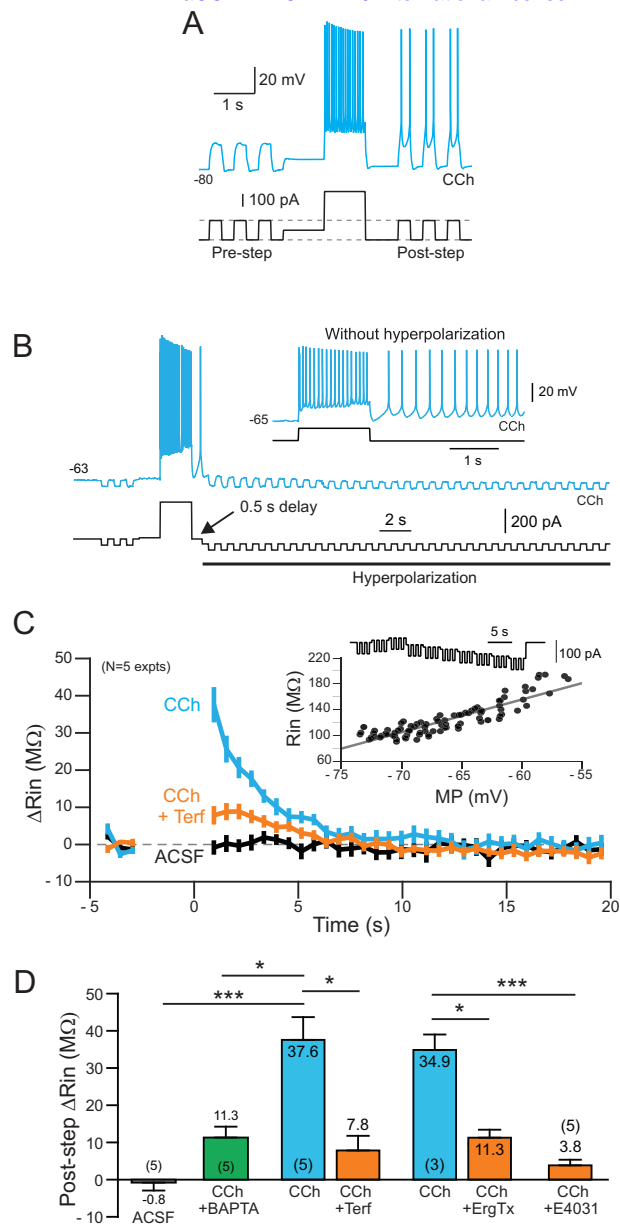 A
20 mV
1 s
-80
CCh
100 pA
Pre-step
Post-step
B
Without hyperpolarization
20 mV
-65
CCh
1 s
-63
CCh
0.5 s delay
2 s
200 pA
Hyperpolarization
C
(N=5 expts)
CCh
CCh
+ Terf
ACSF
ΔRin (MΩ)
50
40
30
20
10
0
- 10
- 5
0
5
10
15
20
Time (s)
5 s
100 pA
Rin (MΩ)
220
180
140
100
60
-75
-70
-65
-60
-55
MP (mV)
D
Post-step ΔRin (MΩ)
50
40
30
20
10
0
- 10
*
***
*
***
*
(5)
-0.8
ACSF
11.3
(5)
CCh
+BAPTA
37.6
(5)
CCh
7.8
CCh
+Terf
34.9
(3)
CCh
11.3
CCh
+ErgTx
(5)
3.8
CCh
+E4031